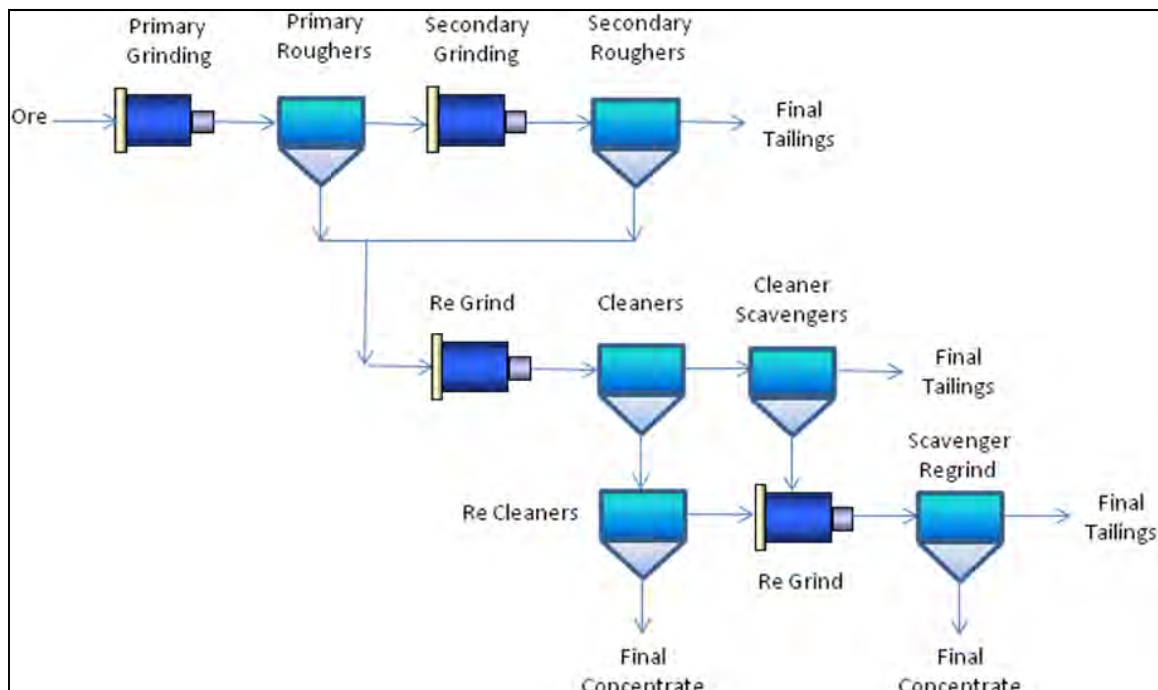 Primary
Grinding
Primary
Roughers
Secondary
Grinding
Secondary
Roughers
Ore
Final
Tailings
Re Grind
Cleaners
Cleaner
Scavengers
Final
Tailings
Scavenger
Regrind
Re Cleaners
Final
Tailings
Re Grind
Final
Concentrate
Final
Concentrate